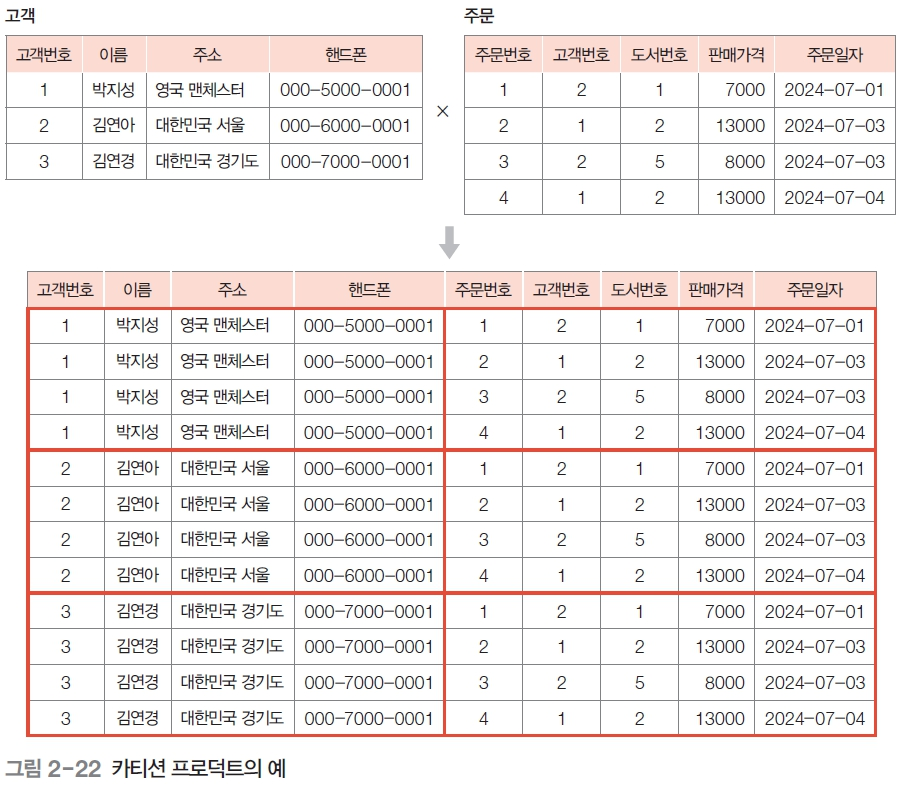 고객
고객번호 이름 주소 핸드폰
1 박지성 영국 맨체스터 000-5000-0001
2 김연아 대한민국 서울 000-6000-0001
3 김연경 대한민국 경기도 000-7000-0001
×
주문
주문번호 고객번호 도서번호 판매가격 주문일자
1 2 1 7000 2024-07-01
2 1 2 13000 2024-07-03
3 2 5 8000 2024-07-03
4 1 2 13000 2024-07-04
고객번호 이름 주소 핸드폰 주문번호 고객번호 도서번호 판매가격 주문일자
1 박지성 영국 맨체스터 000-5000-0001 1 2 1 7000 2024-07-01
1 박지성 영국 맨체스터 000-5000-0001 2 1 2 13000 2024-07-03
1 박지성 영국 맨체스터 000-5000-0001 3 2 5 8000 2024-07-03
1 박지성 영국 맨체스터 000-5000-0001 4 1 2 13000 2024-07-04
2 김연아 대한민국 서울 000-6000-0001 1 2 1 7000 2024-07-01
2 김연아 대한민국 서울 000-6000-0001 2 1 2 13000 2024-07-03
2 김연아 대한민국 서울 000-6000-0001 3 2 5 8000 2024-07-03
2 김연아 대한민국 서울 000-6000-0001 4 1 2 13000 2024-07-04
3 김연경 대한민국 경기도 000-7000-0001 1 2 1 7000 2024-07-01
3 김연경 대한민국 경기도 000-7000-0001 2 1 2 13000 2024-07-03
3 김연경 대한민국 경기도 000-7000-0001 3 2 5 8000 2024-07-03
3 김연경 대한민국 경기도 000-7000-0001 4 1 2 13000 2024-07-04
그림 2-22 카티션 프로덕트의 예